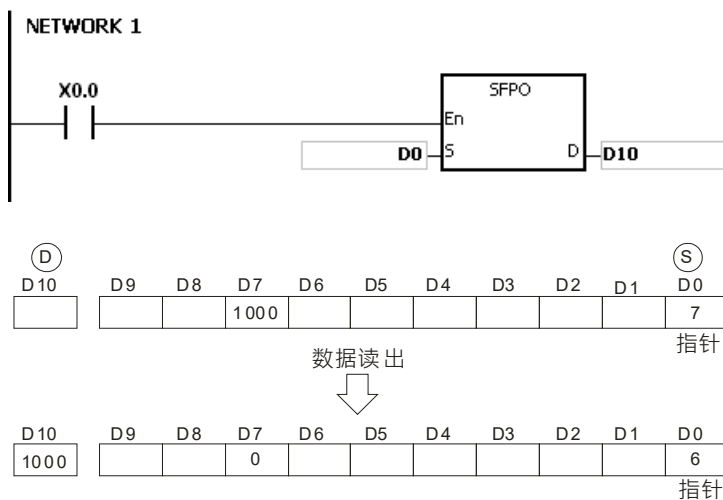 NETWORK 1
X0.0
SFPO
En
D0 S D D10
D S
D10 D9 D8 D7 D6 D5 D4 D3 D2 D1 D0
1000 7
指针
数据读出
D10 D9 D8 D7 D6 D5 D4 D3 D2 D1 D0
1000 0 6
指针